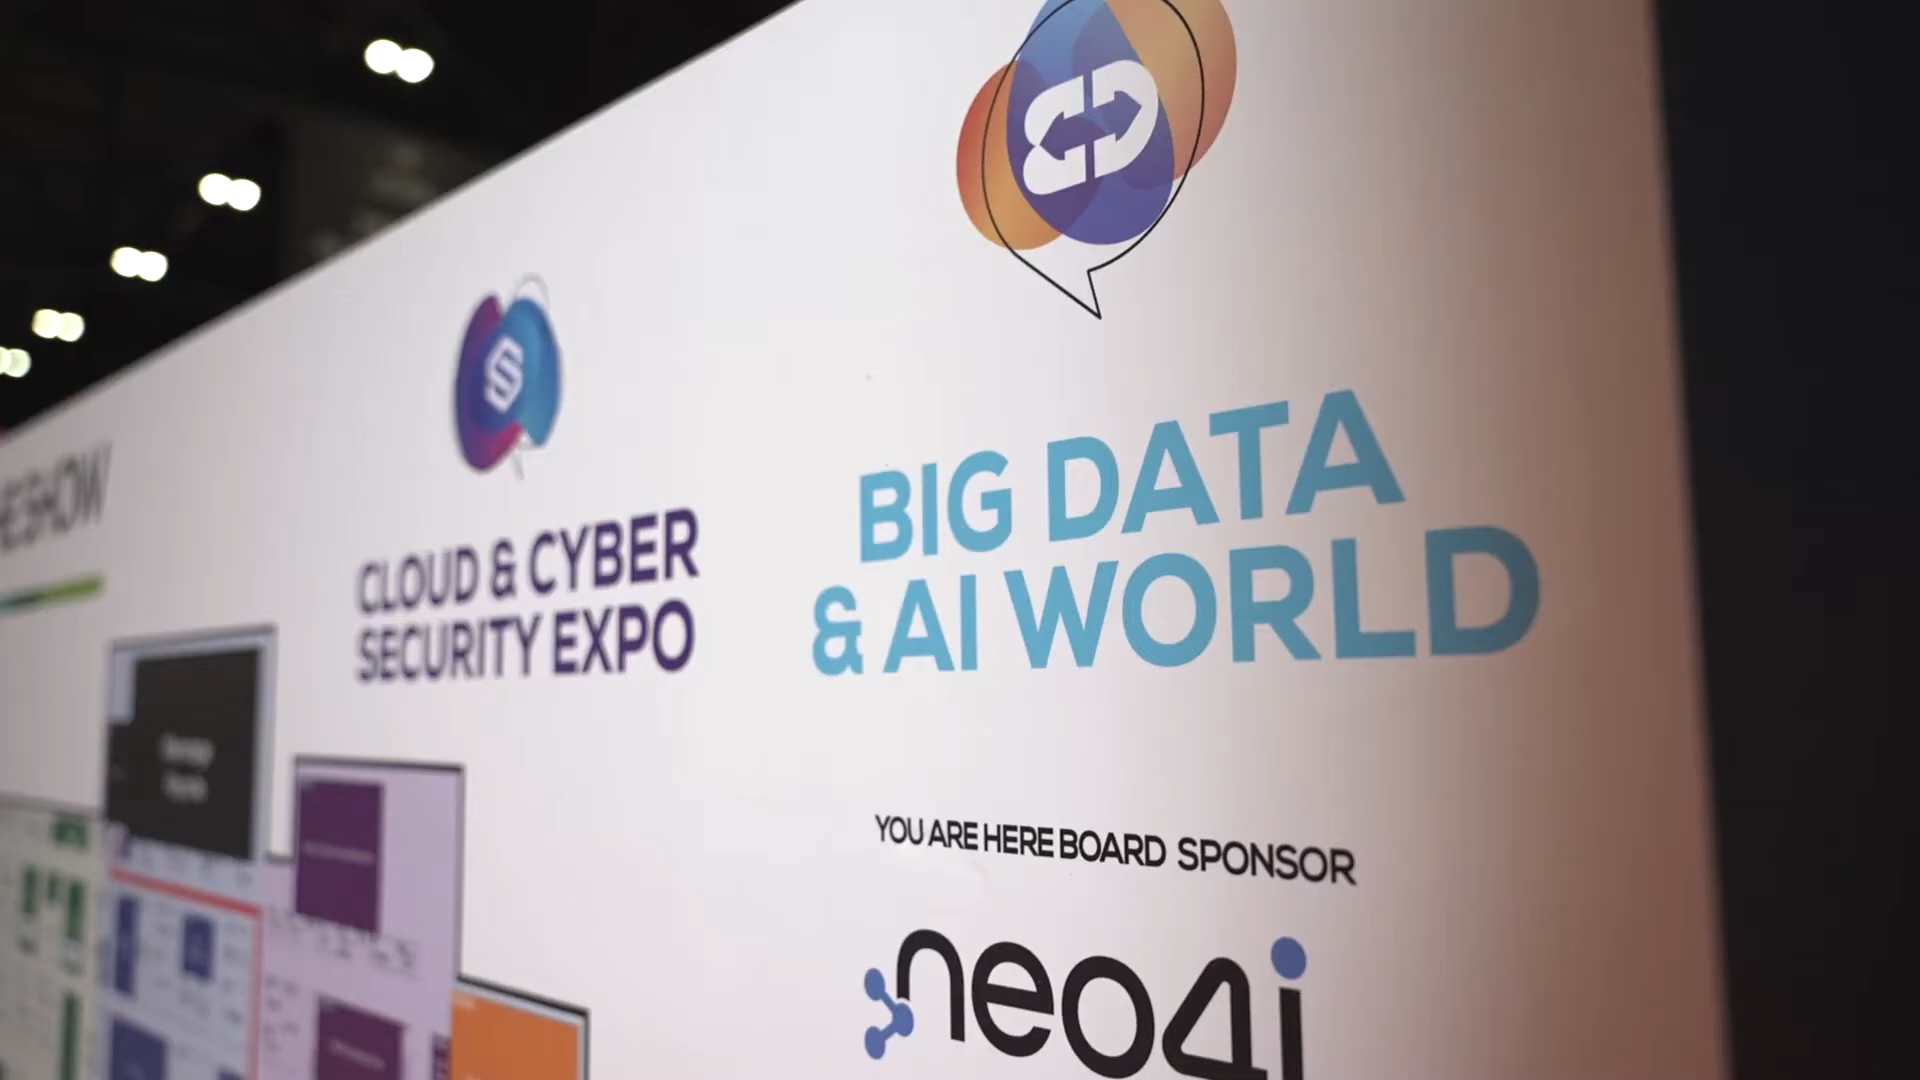 CLOUD & CYBER
SECURITY EXPO
BIG DATA
& AI WORLD
YOU ARE HERE BOARD SPONSOR
neo4j